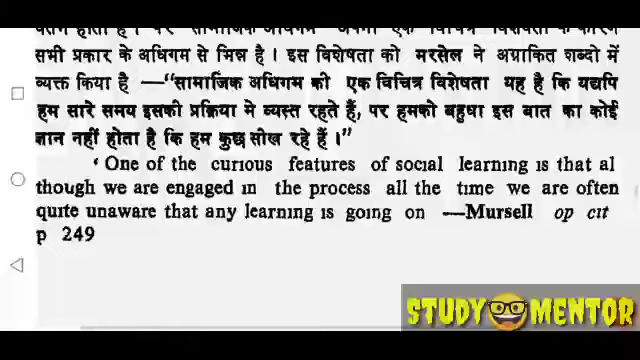 सभी प्रकार के अधिगम से भिन्न है। इस विशेषता को मरसेल ने अग्रांकित शब्दो में
व्यक्त किया है —“सामाजिक अधिगम की एक विचित्र विशेषता यह है कि यद्यपि
हम सारे समय इसकी प्रक्रिया मे व्यस्त रहते हैं, पर हमको बहुधा इस बात का कोई
ज्ञान नहीं होता है कि हम कुछ सीख रहे हैं।”
‘ One of the curious features of social learning is that al
though we are engaged in the process all the time we are often
quite unaware that any learning is going on —Mursell op cit
p 249
STUDY MENTOR